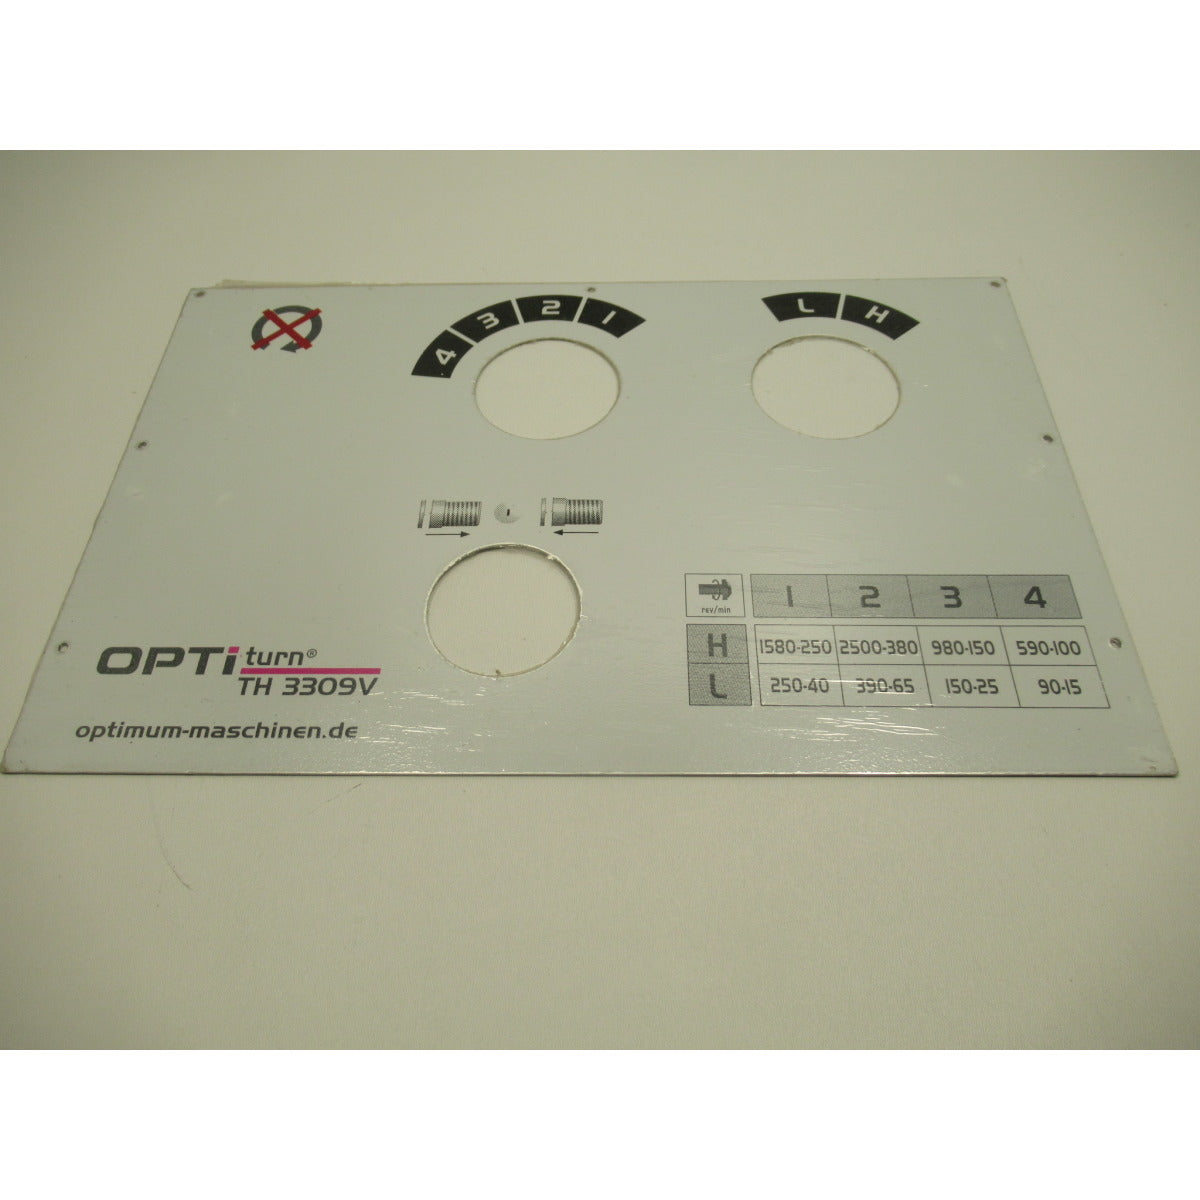 4 3 2 1
L H
rev/min 1 2 3 4
H 1580-250 2500-380 980-150 590-100
L 250-40 390-65 150-25 90-15
OPTi turn®
TH 3309V
optimum-maschinen.de